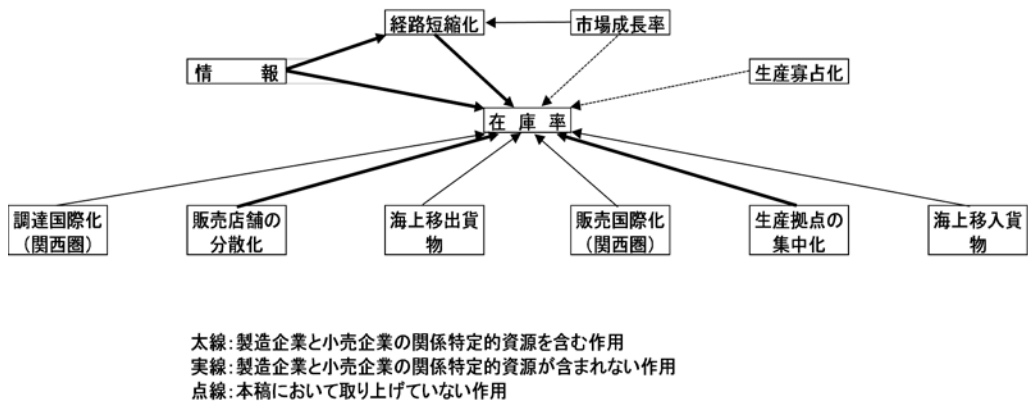 経路短縮化
市場成長率
情　　報
生産寡占化
在 庫 率
調達国際化
（関西圏）
販売店舗の
分散化
海上移出貨
物
販売国際化
（関西圏）
生産拠点の
集中化
海上移入貨
物
太線：製造企業と小売企業の関係特定的資源を含む作用
実線：製造企業と小売企業の関係特定的資源が含まれない作用
点線：本稿において取り上げていない作用